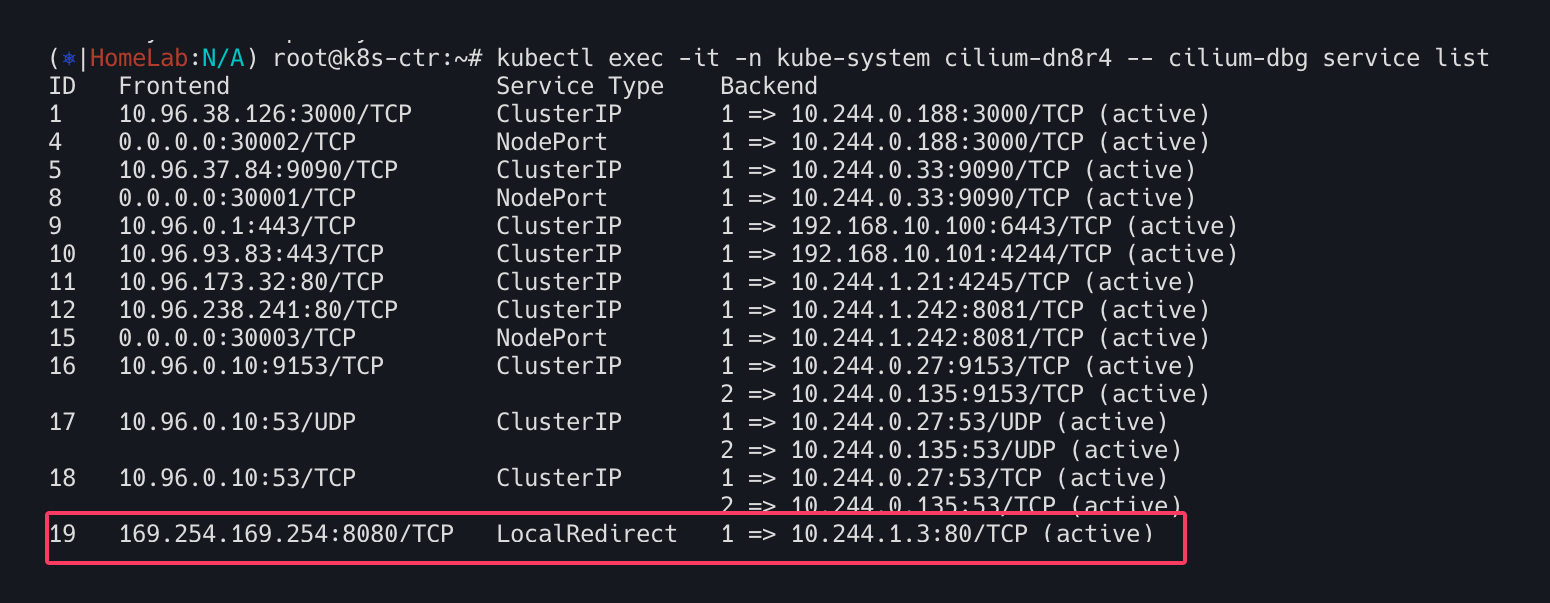 (⎈|HomeLab:N/A) root@k8s-ctr:~# kubectl exec -it -n kube-system cilium-dn8r4 -- cilium-dbg service list
ID   Frontend                   Service Type    Backend
1    10.96.38.126:3000/TCP      ClusterIP       1 => 10.244.0.188:3000/TCP (active)
4    0.0.0.0:30002/TCP          NodePort        1 => 10.244.0.188:3000/TCP (active)
5    10.96.37.84:9090/TCP       ClusterIP       1 => 10.244.0.33:9090/TCP (active)
8    0.0.0.0:30001/TCP          NodePort        1 => 10.244.0.33:9090/TCP (active)
9    10.96.0.1:443/TCP          ClusterIP       1 => 192.168.10.100:6443/TCP (active)
10   10.96.93.83:443/TCP        ClusterIP       1 => 192.168.10.101:4244/TCP (active)
11   10.96.173.32:80/TCP        ClusterIP       1 => 10.244.1.21:4245/TCP (active)
12   10.96.238.241:80/TCP       ClusterIP       1 => 10.244.1.242:8081/TCP (active)
15   0.0.0.0:30003/TCP          NodePort        1 => 10.244.1.242:8081/TCP (active)
16   10.96.0.10:9153/TCP        ClusterIP       1 => 10.244.0.27:9153/TCP (active)
                                                2 => 10.244.0.135:9153/TCP (active)
17   10.96.0.10:53/UDP          ClusterIP       1 => 10.244.0.27:53/UDP (active)
                                                2 => 10.244.0.135:53/UDP (active)
18   10.96.0.10:53/TCP          ClusterIP       1 => 10.244.0.27:53/TCP (active)
                                                2 => 10.244.0.135:53/TCP (active)
19   169.254.169.254:8080/TCP   LocalRedirect   1 => 10.244.1.3:80/TCP (active)